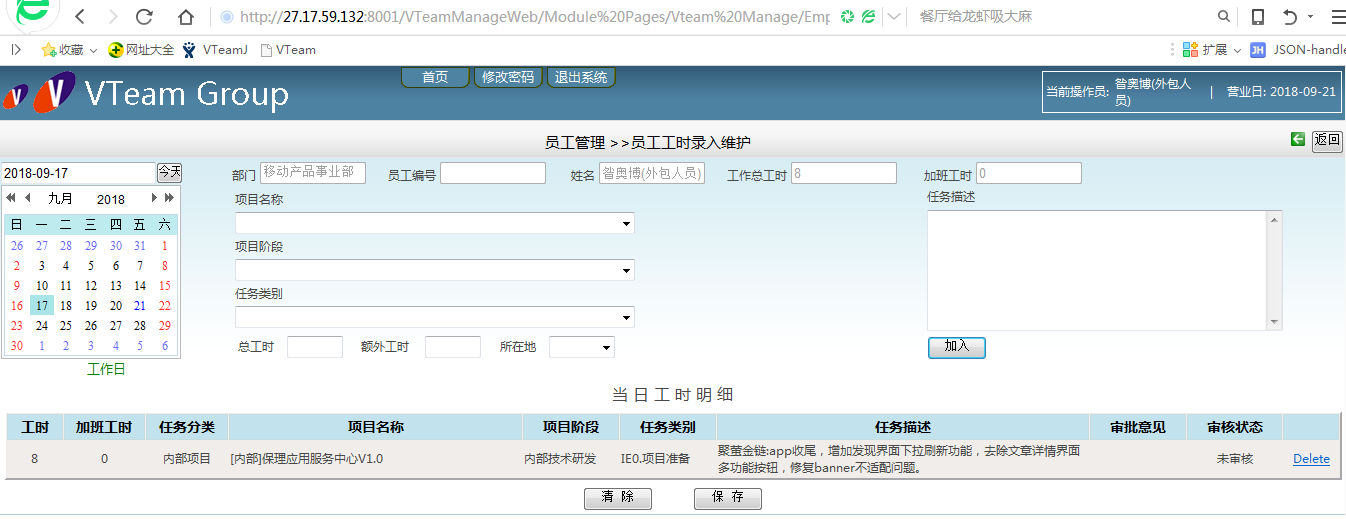 http://27.17.59.132:8001/VTeamManageWeb/Module%20Pages/Vteam%20Manage/Emp
餐厅给龙虾吸大麻
收藏
网址大全
VTeamJ
VTeam
扩展
JSON-handle
VTeam Group
首页
修改密码
退出系统
当前操作员:
昝奥博(外包人
员)
|
营业日: 2018-09-21
员工管理 >>员工工时录入维护
返回
2018-09-17
今天
部门
移动产品事业部
员工编号
姓名
昝奥博(外包人员)
工作总工时
8
加班工时
0
九月 2018
日 一 二 三 四 五 六
26 27 28 29 30 31 1
2 3 4 5 6 7 8
9 10 11 12 13 14 15
16 17 18 19 20 21 22
23 24 25 26 27 28 29
30 1 2 3 4 5 6
工作日
项目名称
项目阶段
任务类别
总工时
额外工时
所在地
任务描述
加入
当日工时明细
工时 加班工时 任务分类 项目名称 项目阶段 任务类别 任务描述 审批意见 审核状态
8 0 内部项目 [内部]保理应用服务中心V1.0 内部技术研发 IE0.项目准备
聚萤金链:app收尾，增加发现界面下拉刷新功能，去除文章详情界面
多功能按钮，修复banner不适配问题。
未审核 Delete
清 除
保 存